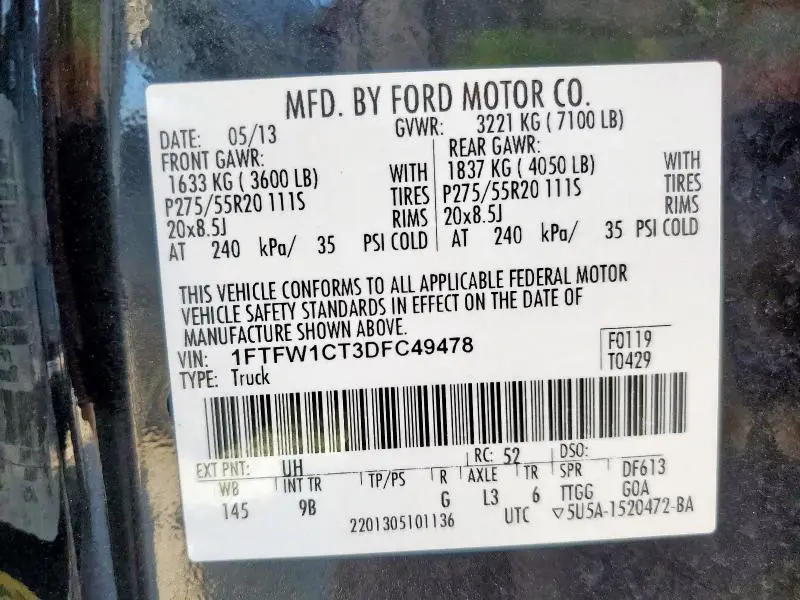 MFD. BY FORD MOTOR CO.
DATE: 05/13 GVWR: 3221 KG ( 7100 LB)
FRONT GAWR: REAR GAWR:
1633 KG ( 3600 LB) WITH 1837 KG ( 4050 LB) WITH
P275/55R20 111S TIRES P275/55R20 111S TIRES
20x8.5J RIMS 20x8.5J RIMS
AT 240 kPa/ 35 PSI COLD AT 240 kPa/ 35 PSI COLD
THIS VEHICLE CONFORMS TO ALL APPLICABLE FEDERAL MOTOR
VEHICLE SAFETY STANDARDS IN EFFECT ON THE DATE OF
MANUFACTURE SHOWN ABOVE.
VIN: 1FTFW1CT3DFC49478 F0119
TYPE: Truck T0429
EXT PNT: UH RC: 52 DSO:
WB INT TR TP/PS R AXLE TR SPR DF613
145 9B G L3 6 TTGG GOA
2201305101136 UTC ▽5U5A-1520472-BA